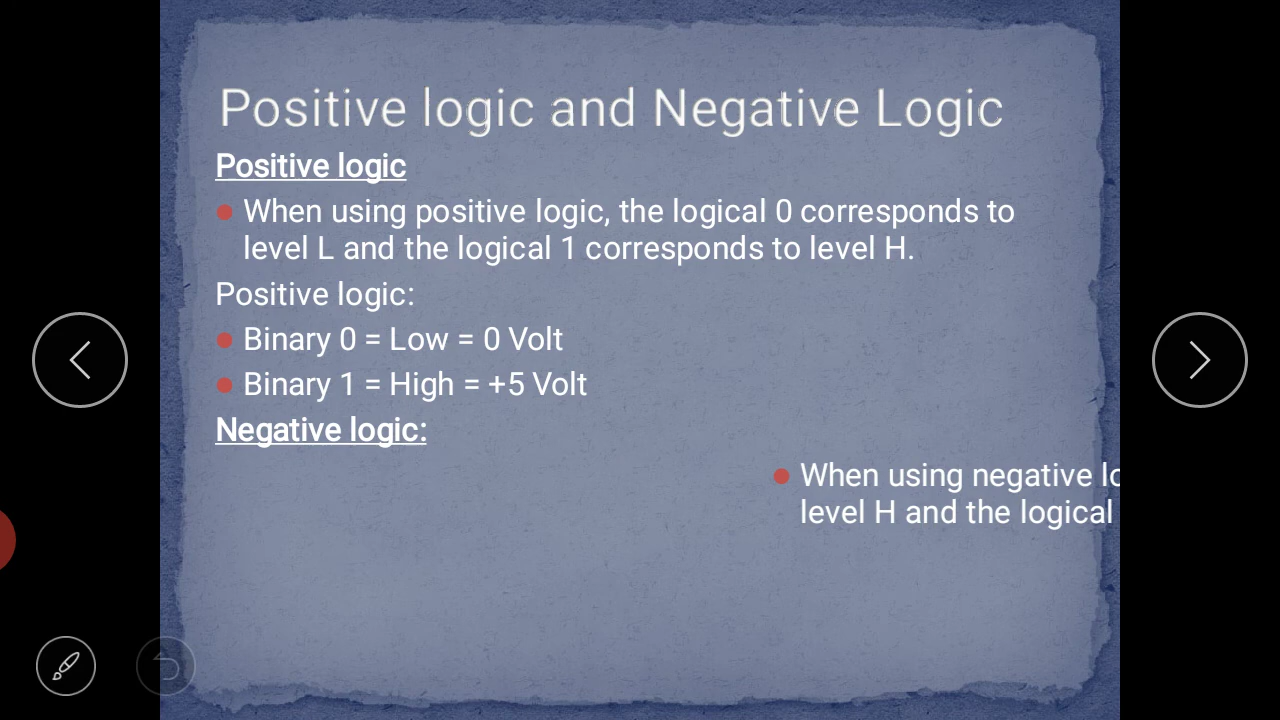 Positive logic and Negative Logic
Positive logic
When using positive logic, the logical 0 corresponds to
level L and the logical 1 corresponds to level H.
Positive logic:
Binary 0 = Low = 0 Volt
Binary 1 = High = +5 Volt
Negative logic:
When using negative
level H and the logical